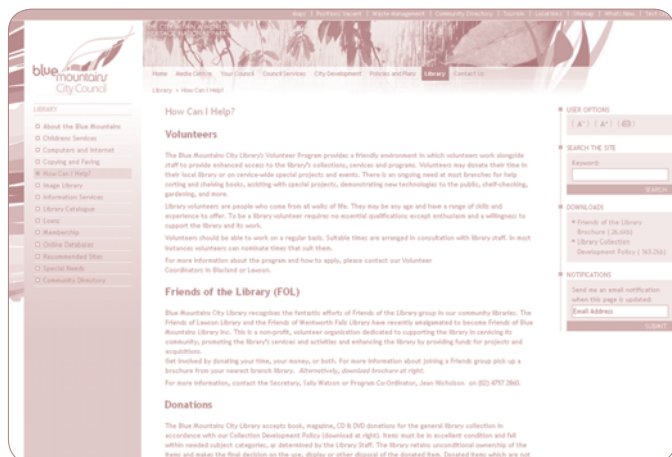 Maps | Positions Vacant | Waste Management | Community Directory | Tourism | Local links | Sitemap | What's New | Text Only
blue
mountains
City Council
Home Media Centre Your Council Council Services City Development Policies and Plans Library Contact Us
Library > How Can I Help?
LIBRARY
About the Blue Mountains
Childrens Services
Computers and Internet
Copying and Faxing
How Can I Help?
Image Library
Information Services
Library Catalogue
Loans
Membership
Online Databases
Recommended Sites
Special Needs
Community Directory
How Can I Help?
Volunteers
The Blue Mountains City Library's Volunteer Program provides a friendly environment in which volunteers work alongside
staff to provide enhanced access to the library's collections, services and programs. Volunteers may donate their time in
their local library or on service-wide special projects and events. There is an ongoing need at most branches for help
sorting and shelving books, assisting with special projects, demonstrating new technologies to the public, shelf-checking,
gardening, and more.
Library volunteers are people who come from all walks of life. They may be any age and have a range of skills and
experience to offer. To be a library volunteer requires no essential qualifications except enthusiasm and a willingness to
support the library and its work.
Volunteers should be able to work on a regular basis. Suitable times are arranged in consultation with library staff. In most
instances volunteers can nominate times that suit them.
For more information about the program and how to apply, please contact our Volunteer
Coordinators in Blaxland or Lawson.
Friends of the Library (FOL)
Blue Mountains City Library recognises the fantastic efforts of Friends of the Library group in our community libraries. The
Friends of Lawson Library and the Friends of Wentworth Falls Library have recently amalgamated to become Friends of Blue
Mountains Library Inc. This is a non-profit, volunteer organisation dedicated to supporting the library in servicing its
community, promoting the library's services and activities and enhancing the library by providing funds for projects and
acquisitions.
Get involved by donating your time, your money, or both. For more information about joining a Friends group pick up a
brochure from your nearest branch library. Alternatively, download brochure at right.
For more information, contact the Secretary, Sally Watson or Program Co-Ordinator, Jean Nicholson on (02) 4757 2860.
Donations
The Blue Mountains City Library accepts book, magazine, CD & DVD donations for the general library collection in
accordance with our Collection Development Policy (download at right). Items must be in excellent condition and fall
within needed subject categories, as determined by the Library Staff. The library retains unconditional ownership of the
items and makes the final decision on the use, display or other disposal of the donated item. Donated items which are not
USER OPTIONS
SEARCH THE SITE
Keyword:
SEARCH
DOWNLOADS
Friends of the Library
Brochure
Library Collection
Development Policy ( 163.2kb)
NOTIFICATIONS
Send me an email notification
when this page is updated:
Email Address
SUBMIT